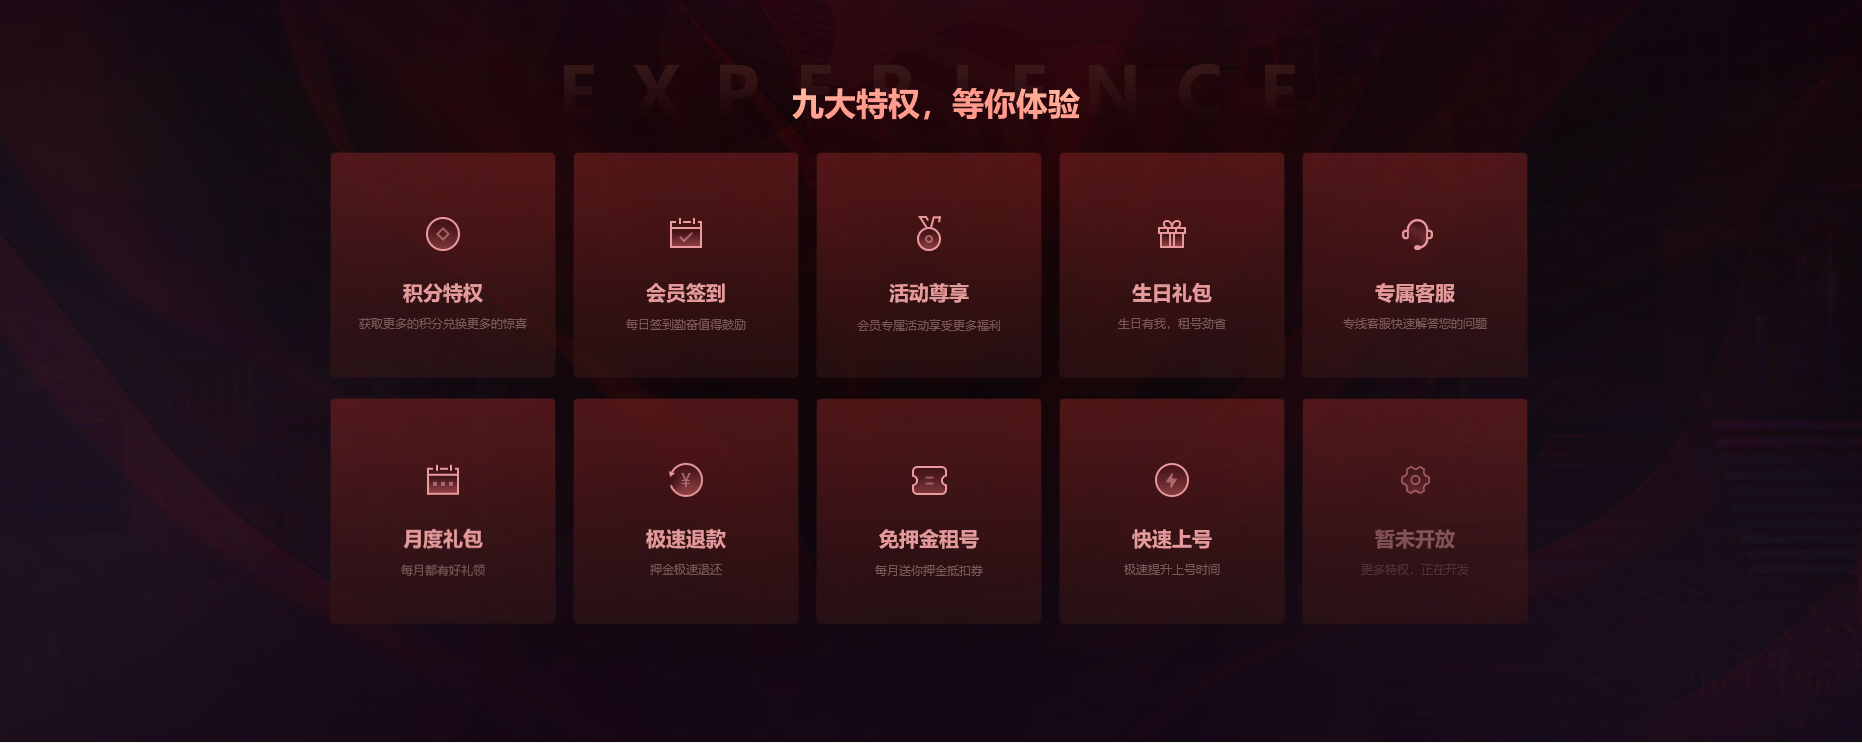 EXPERIENCE
九大特权，等你体验
积分特权
获取更多的积分兑换更多的惊喜
会员签到
每日签到勤奋值得鼓励
活动尊享
会员专属活动享受更多福利
生日礼包
生日有我，租号劲省
专属客服
专线客服快速解答您的问题
月度礼包
每月都有好礼领
极速退款
押金极速退还
免押金租号
每月送你押金抵扣券
快速上号
极速提升上号时间
暂未开放
更多特权，正在开发